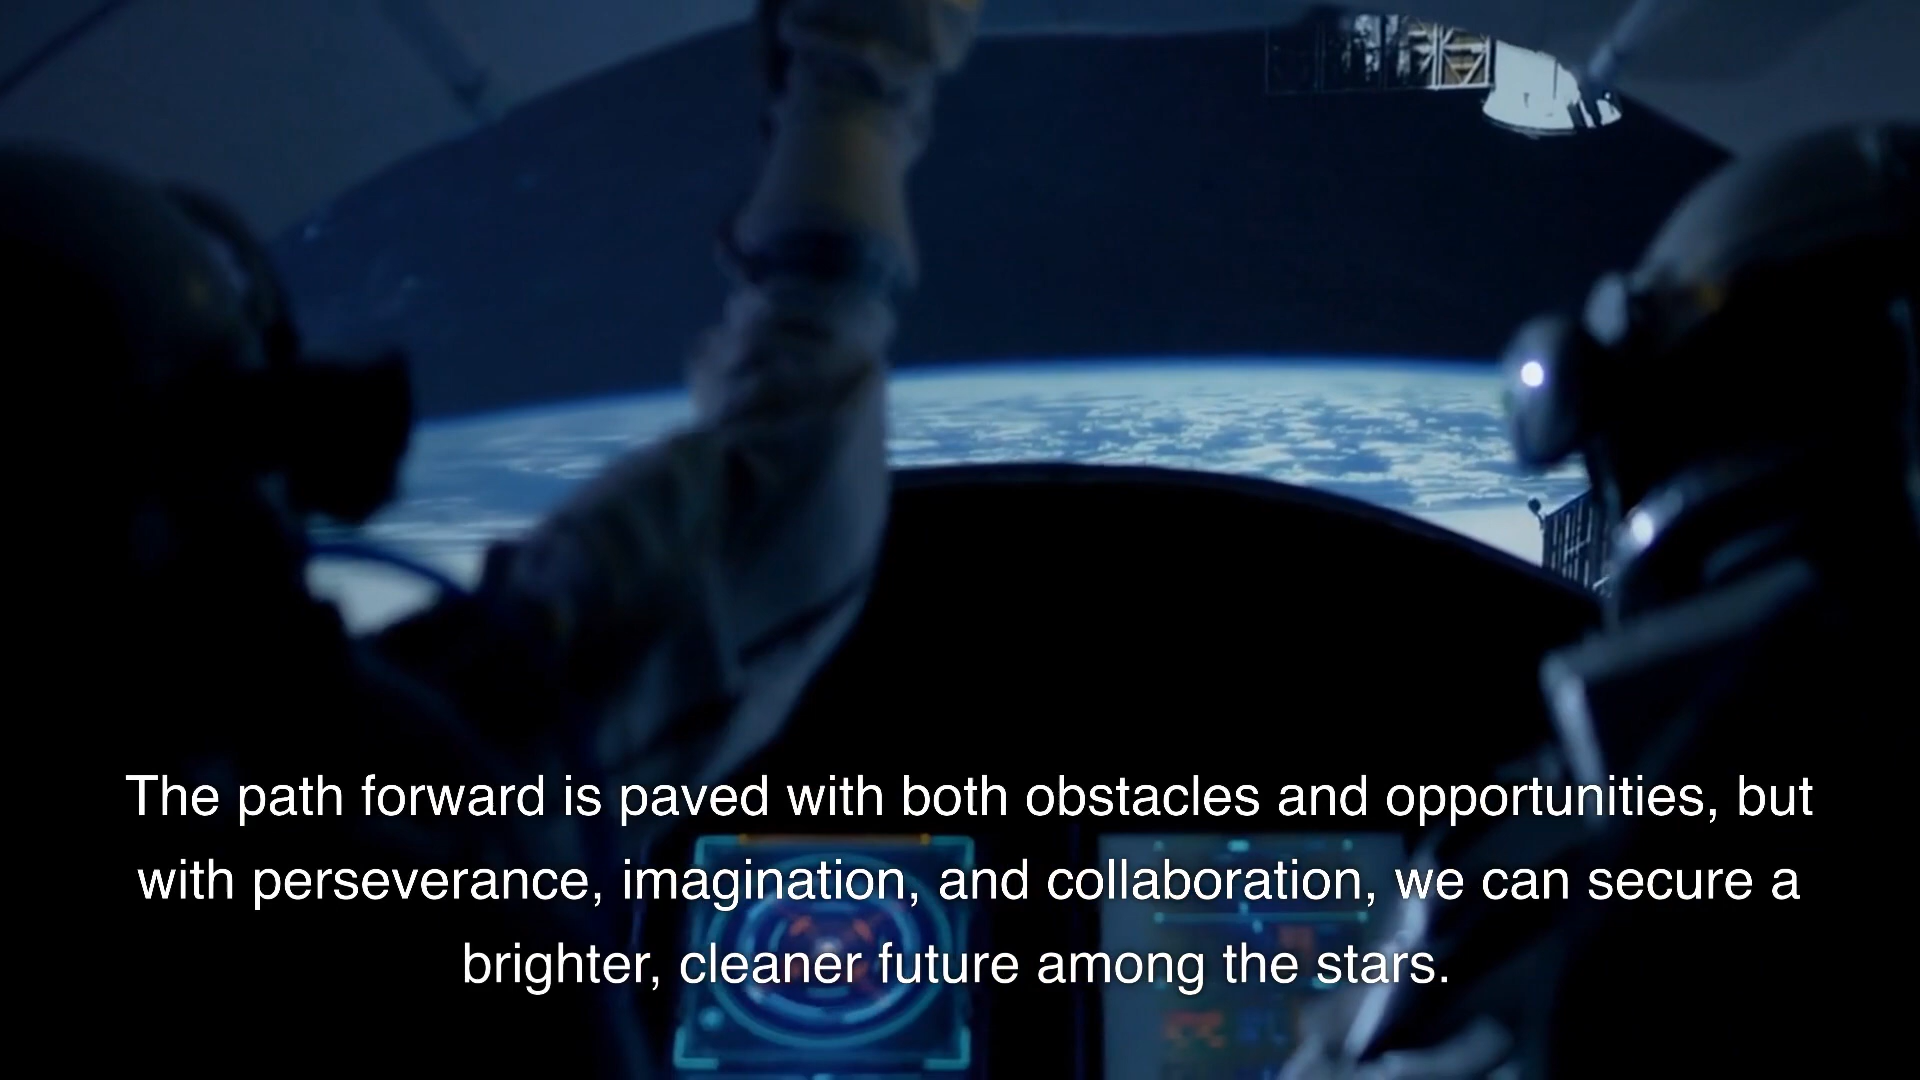 The path forward is paved with both obstacles and opportunities, but
with perseverance, imagination, and collaboration, we can secure a
brighter, cleaner future among the stars.